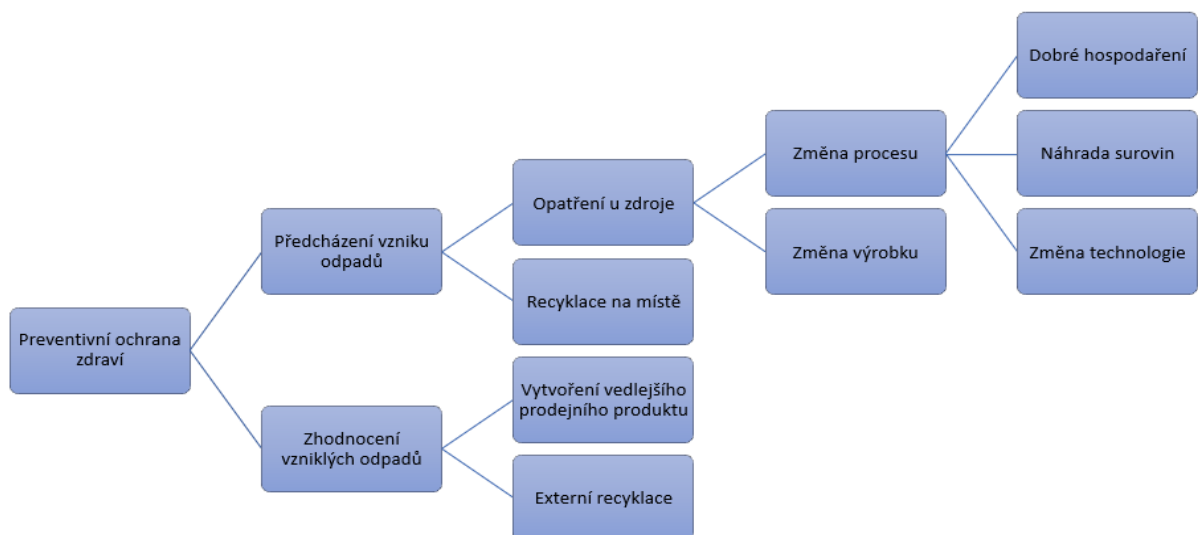 Preventivní ochrana
zdraví
Předcházení vzniku
odpadů
Opatření u zdroje
Změna procesu
Dobré hospodaření
Náhrada surovin
Změna technologie
Změna výrobku
Recyklace na místě
Zhodnocení
vzniklých odpadů
Vytvoření vedlejšího
prodejního produktu
Externí recyklace